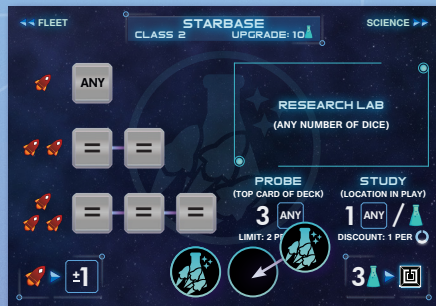 FLEET
STARBASE
SCIENCE
CLASS 2 UPGRADE: 10
ANY
= =
= = =
RESEARCH LAB
(ANY NUMBER OF DICE)
PROBE
(TOP CARD OF DECK)
3 ANY
LIMIT: 2
STUDY
(LOCATION IN PLAY)
1 ANY /
DISCOUNT: 1 PER
±1
3